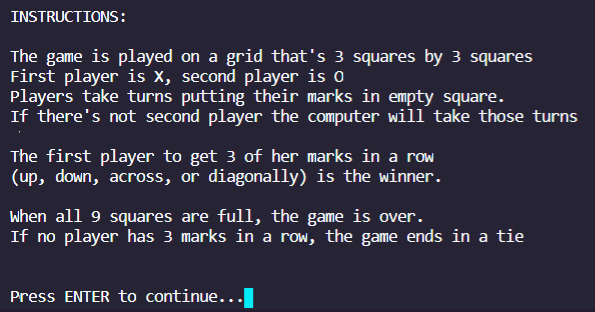 INSTRUCTIONS:
The game is played on a grid that's 3 squares by 3 squares
First player is X, second player is O
Players take turns putting their marks in empty square.
If there's not second player the computer will take those turns
The first player to get 3 of her marks in a row
(up, down, across, or diagonally) is the winner.
When all 9 squares are full, the game is over.
If no player has 3 marks in a row, the game ends in a tie
Press ENTER to continue...